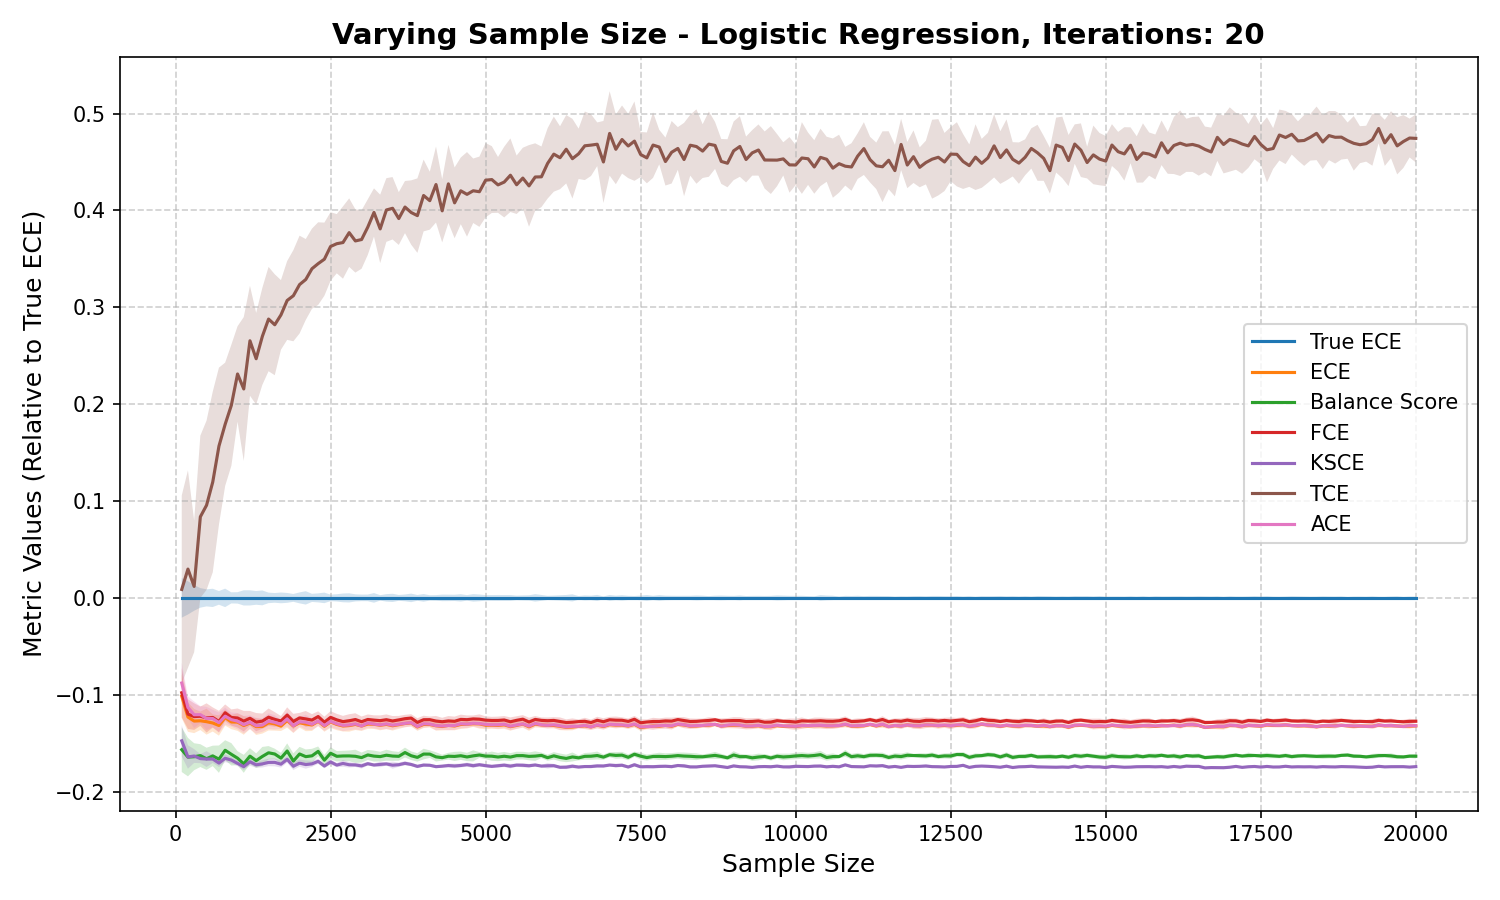 Varying Sample Size - Logistic Regression, Iterations: 20
Metric Values (Relative to True ECE)
0.5
0.4
0.3
0.2
0.1
0.0
−0.1
−0.2
True ECE
ECE
Balance Score
FCE
KSCE
TCE
ACE
0 2500 5000 7500 10000 12500 15000 17500 20000
Sample Size